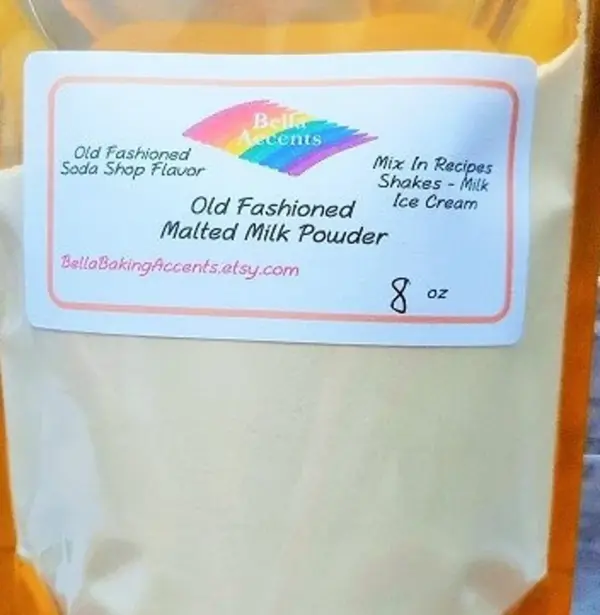 Bella
Accents
Old Fashioned
Soda Shop Flavor
Mix In Recipes
Shakes - Milk
Ice Cream
Old Fashioned
Malted Milk Powder
BellaBakingAccents.etsy.com
8 oz